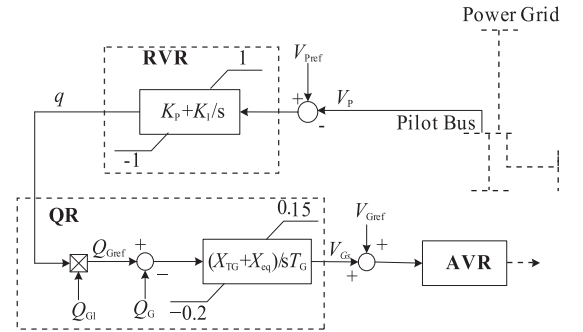 Power Grid
RVR
1
V_Pref
q
K_P+K_I/s
+
V_P
-
Pilot Bus
-1
QR
0.15
V_Gref
Q_Gref
+
(X_TG+X_eq)/sT_G
V_Gs
+
AVR
−
+
−0.2
Q_Gl
Q_G